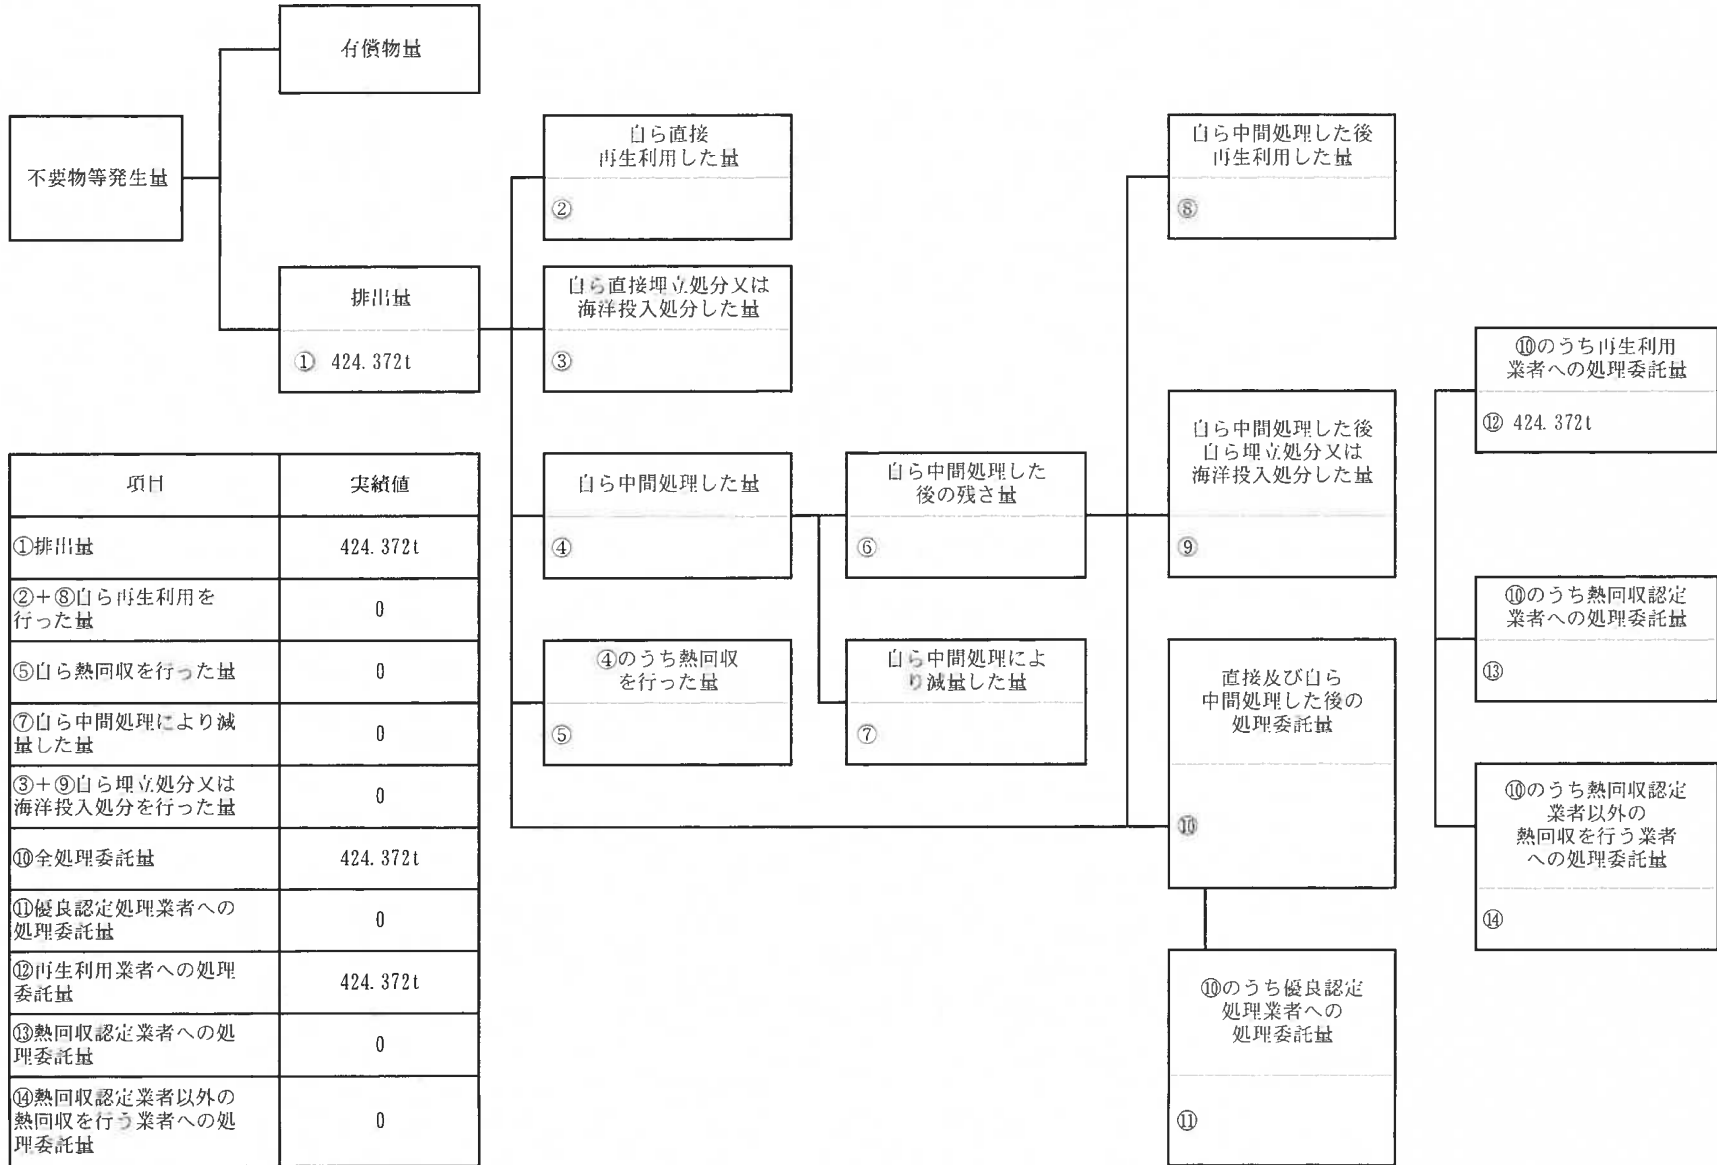 有償物量
不要物等発生量
排出量
① 424.372t
自ら直接
再生利用した量
②
自ら直接埋立処分又は
海洋投入処分した量
③
自ら中間処理した量
④
④のうち熱回収
を行った量
⑤
自ら中間処理した
後の残さ量
⑥
自ら中間処理によ
り減量した量
⑦
自ら中間処理した後
再生利用した量
⑧
自ら中間処理した後
自ら埋立処分又は
海洋投入処分した量
⑨
直接及び自ら
中間処理した後の
処理委託量
⑩
⑩のうち優良認定
処理業者への
処理委託量
⑪
⑩のうち再生利用
業者への処理委託量
⑫ 424.372t
⑩のうち熱回収認定
業者への処理委託量
⑬
⑩のうち熱回収認定
業者以外の
熱回収を行う業者
への処理委託量
⑭
項目 実績値
①排出量 424.372t
②+⑧自ら再生利用を
行った量 0
⑤自ら熱回収を行った量 0
⑦自ら中間処理により減
量した量 0
③+⑨自ら埋立処分又は
海洋投入処分を行った量 0
⑩全処理委託量 424.372t
⑪優良認定処理業者への
処理委託量 0
⑫再生利用業者への処理
委託量 424.372t
⑬熱回収認定業者への処
理委託量 0
⑭熱回収認定業者以外の
熱回収を行う業者への処
理委託量 0